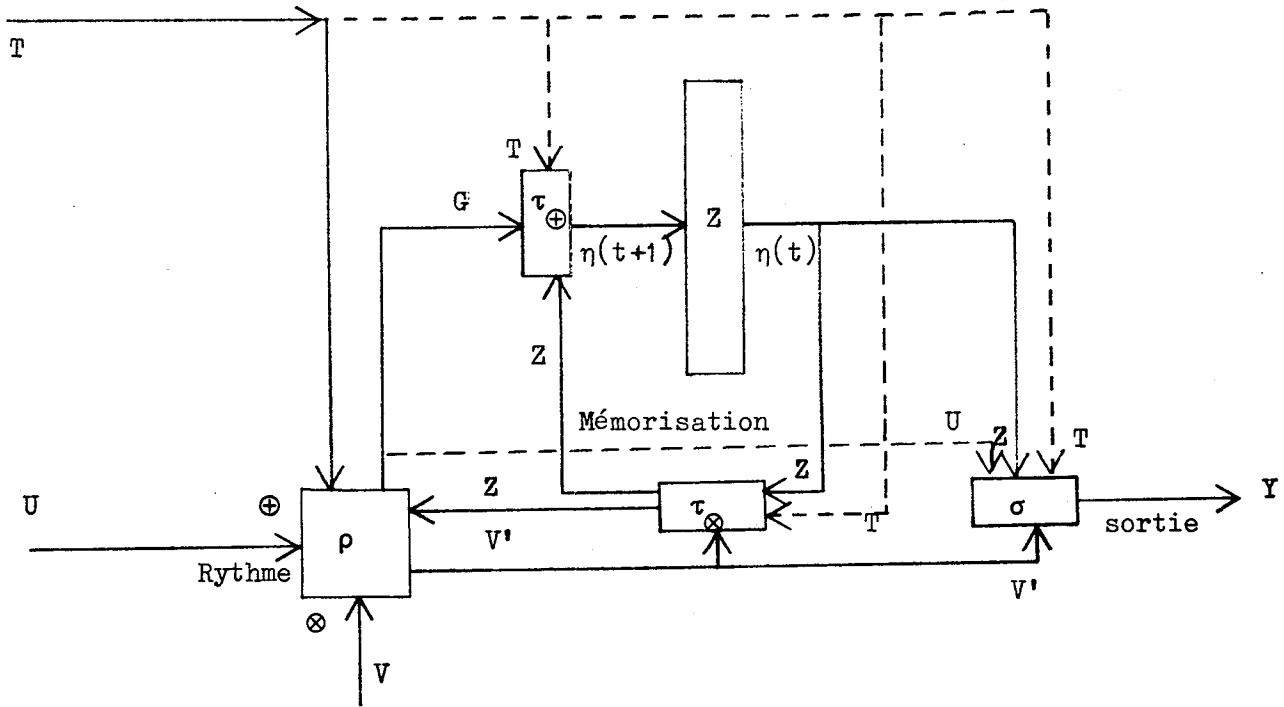 T
T
G
τ⊕
η(t+1)
Z
η(t)
Z
Mémorisation
U
Z
T
Z
Z
τ⊗
T
U
⊕
ρ
V'
σ
Y
sortie
Rythme
V'
⊗
V